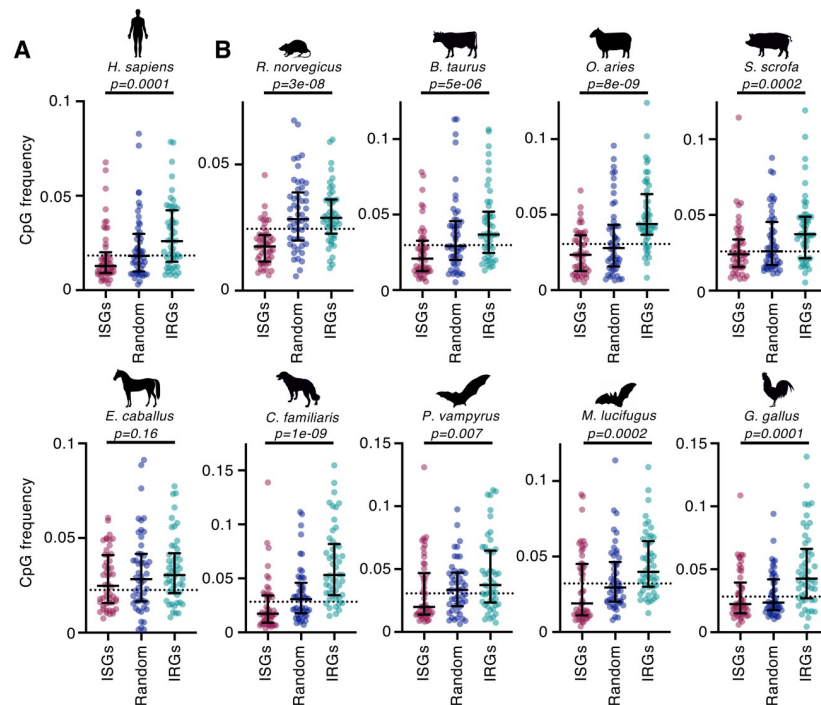 A
B
H. sapiens
p=0.0001
R. norvegicus
p=3e-08
B. taurus
p=5e-06
O. aries
p=8e-09
S. scrofa
p=0.0002
CpG frequency
0.1
0.05
0
0.05
0
0.1
0.05
0
0.1
0.05
0
0.1
0.05
0
ISGs
Random
IRGs
ISGs
Random
IRGs
ISGs
Random
IRGs
ISGs
Random
IRGs
ISGs
Random
IRGs
E. caballus
p=0.16
C. familiaris
p=1e-09
P. vampyrus
p=0.007
M. lucifugus
p=0.0002
G. gallus
p=0.0001
CpG frequency
0.1
0.05
0
0.15
0.1
0.05
0
0.15
0.1
0.05
0
0.1
0.05
0
0.15
0.1
0.05
0
ISGs
Random
IRGs
ISGs
Random
IRGs
ISGs
Random
IRGs
ISGs
Random
IRGs
ISGs
Random
IRGs